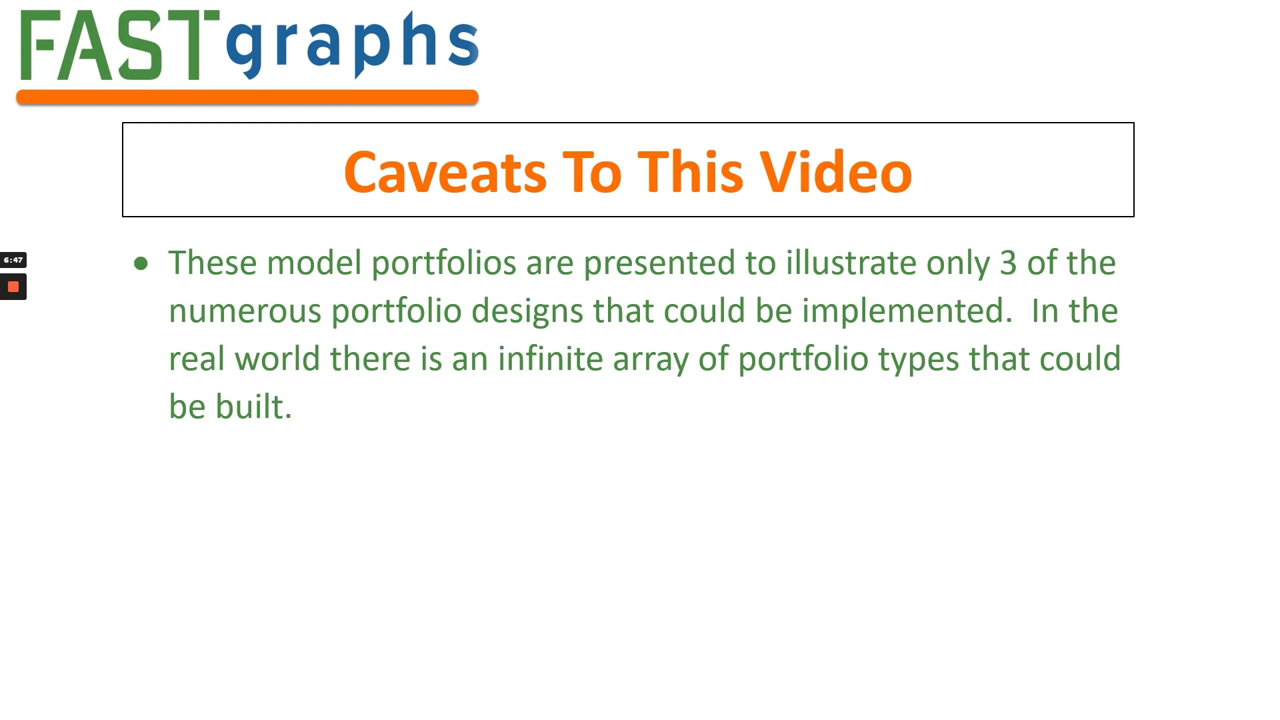 FASTgraphs
Caveats To This Video
6:47
• These model portfolios are presented to illustrate only 3 of the
numerous portfolio designs that could be implemented.  In the
real world there is an infinite array of portfolio types that could
be built.